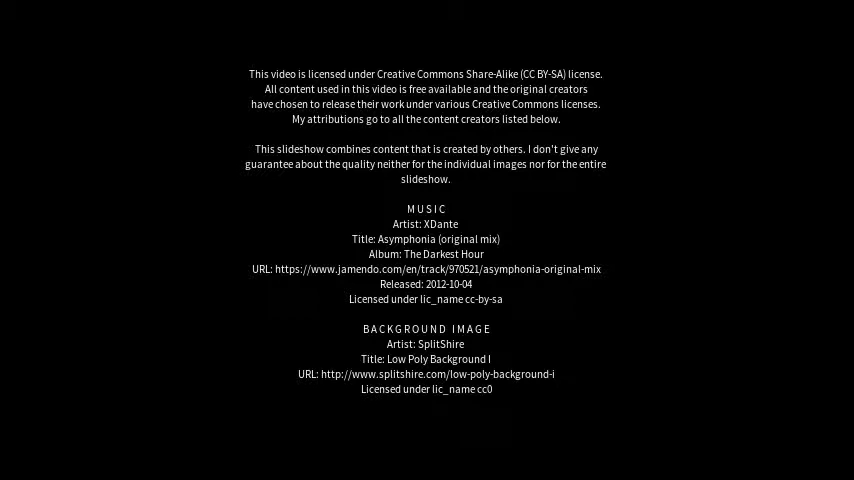 This video is licensed under Creative Commons Share-Alike (CC BY-SA) license.
All content used in this video is free available and the original creators
have chosen to release their work under various Creative Commons licenses.
My attributions go to all the content creators listed below.
This slideshow combines content that is created by others. I don't give any
guarantee about the quality neither for the individual images nor for the entire
slideshow.
MUSIC
Artist: XDante
Title: Asymphonia (original mix)
Album: The Darkest Hour
URL: https://www.jamendo.com/en/track/970521/asymphonia-original-mix
Released: 2012-10-04
Licensed under lic_name cc-by-sa
BACKGROUND IMAGE
Artist: SplitShire
Title: Low Poly Background I
URL: http://www.splitshire.com/low-poly-background-i
Licensed under lic_name cc0